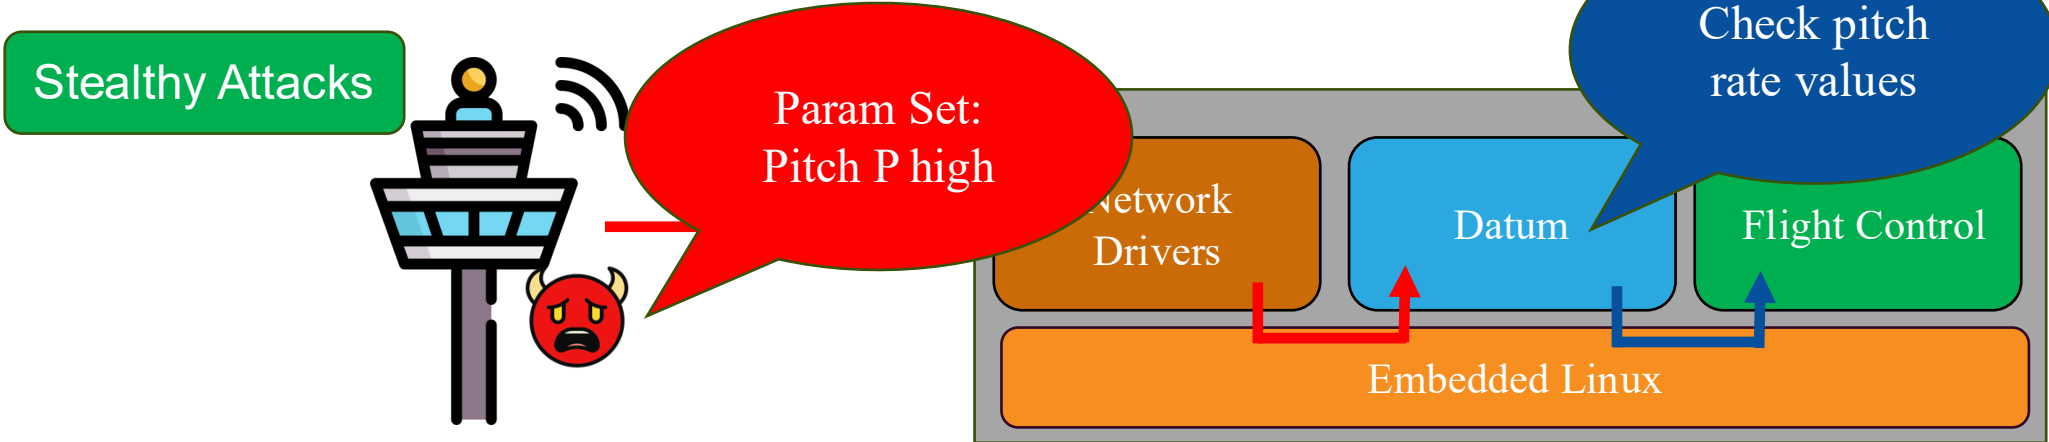 Stealthy Attacks
Param Set:
Pitch P high
Check pitch
rate values
Network
Drivers
Datum
Flight Control
Embedded Linux